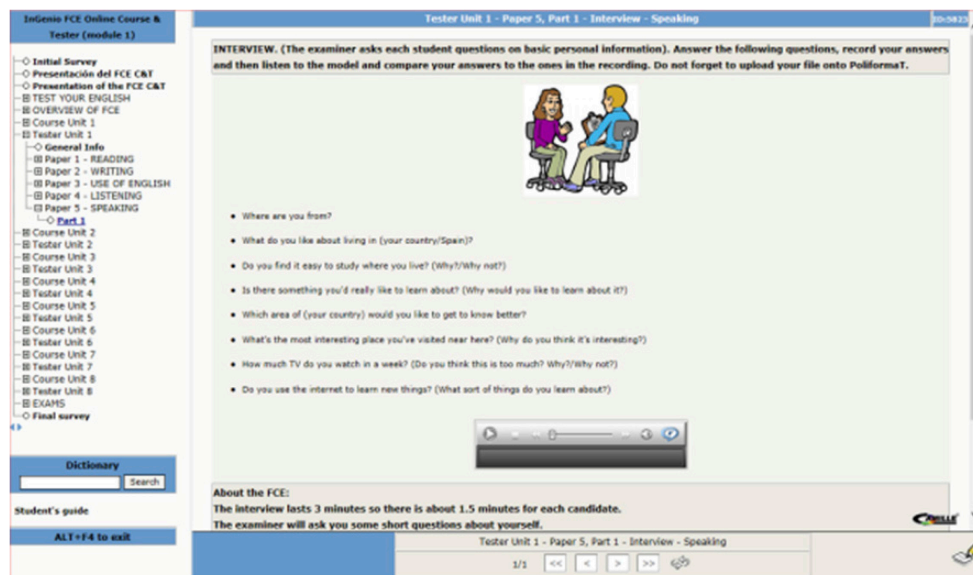 InGenio FCE Online Course &
Tester (module 1)
Initial Survey
Presentación del FCE C&T
Presentation of the FCE C&T
TEST YOUR ENGLISH
OVERVIEW OF FCE
Course Unit 1
Tester Unit 1
General Info
Paper 1 - READING
Paper 2 - WRITING
Paper 3 - USE OF ENGLISH
Paper 4 - LISTENING
Paper 5 - SPEAKING
Part 1
Course Unit 2
Tester Unit 2
Course Unit 3
Tester Unit 3
Course Unit 4
Tester Unit 4
Course Unit 5
Tester Unit 5
Course Unit 6
Tester Unit 6
Course Unit 7
Tester Unit 7
Course Unit 8
Tester Unit 8
EXAMS
Final survey
Dictionary
Search
Student's guide
ALT+F4 to exit
Tester Unit 1 - Paper 5, Part 1 - Interview - Speaking
INTERVIEW. (The examiner asks each student questions on basic personal information). Answer the following questions, record your answers
and then listen to the model and compare your answers to the ones in the recording. Do not forget to upload your file onto PoliformaT.
Where are you from?
What do you like about living in (your country/Spain)?
Do you find it easy to study where you live? (Why?/Why not?)
Is there something you'd really like to learn about? (Why would you like to learn about it?)
Which area of (your country) would you like to get to know better?
What's the most interesting place you've visited near here? (Why do you think it's interesting?)
How much TV do you watch in a week? (Do you think this is too much? Why?/Why not?)
Do you use the internet to learn new things? (What sort of things do you learn about?)
About the FCE:
The interview lasts 3 minutes so there is about 1.5 minutes for each candidate.
The examiner will ask you some short questions about yourself.
Tester Unit 1 - Paper 5, Part 1 - Interview - Speaking
1/1 << < > >>